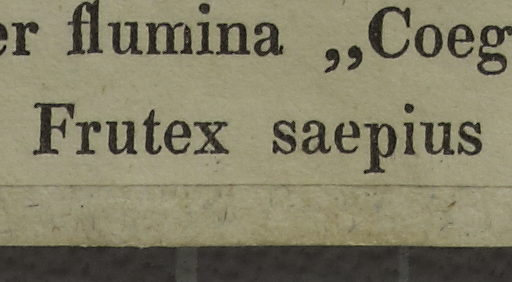 er flumina „Coeg
Frutex saepius